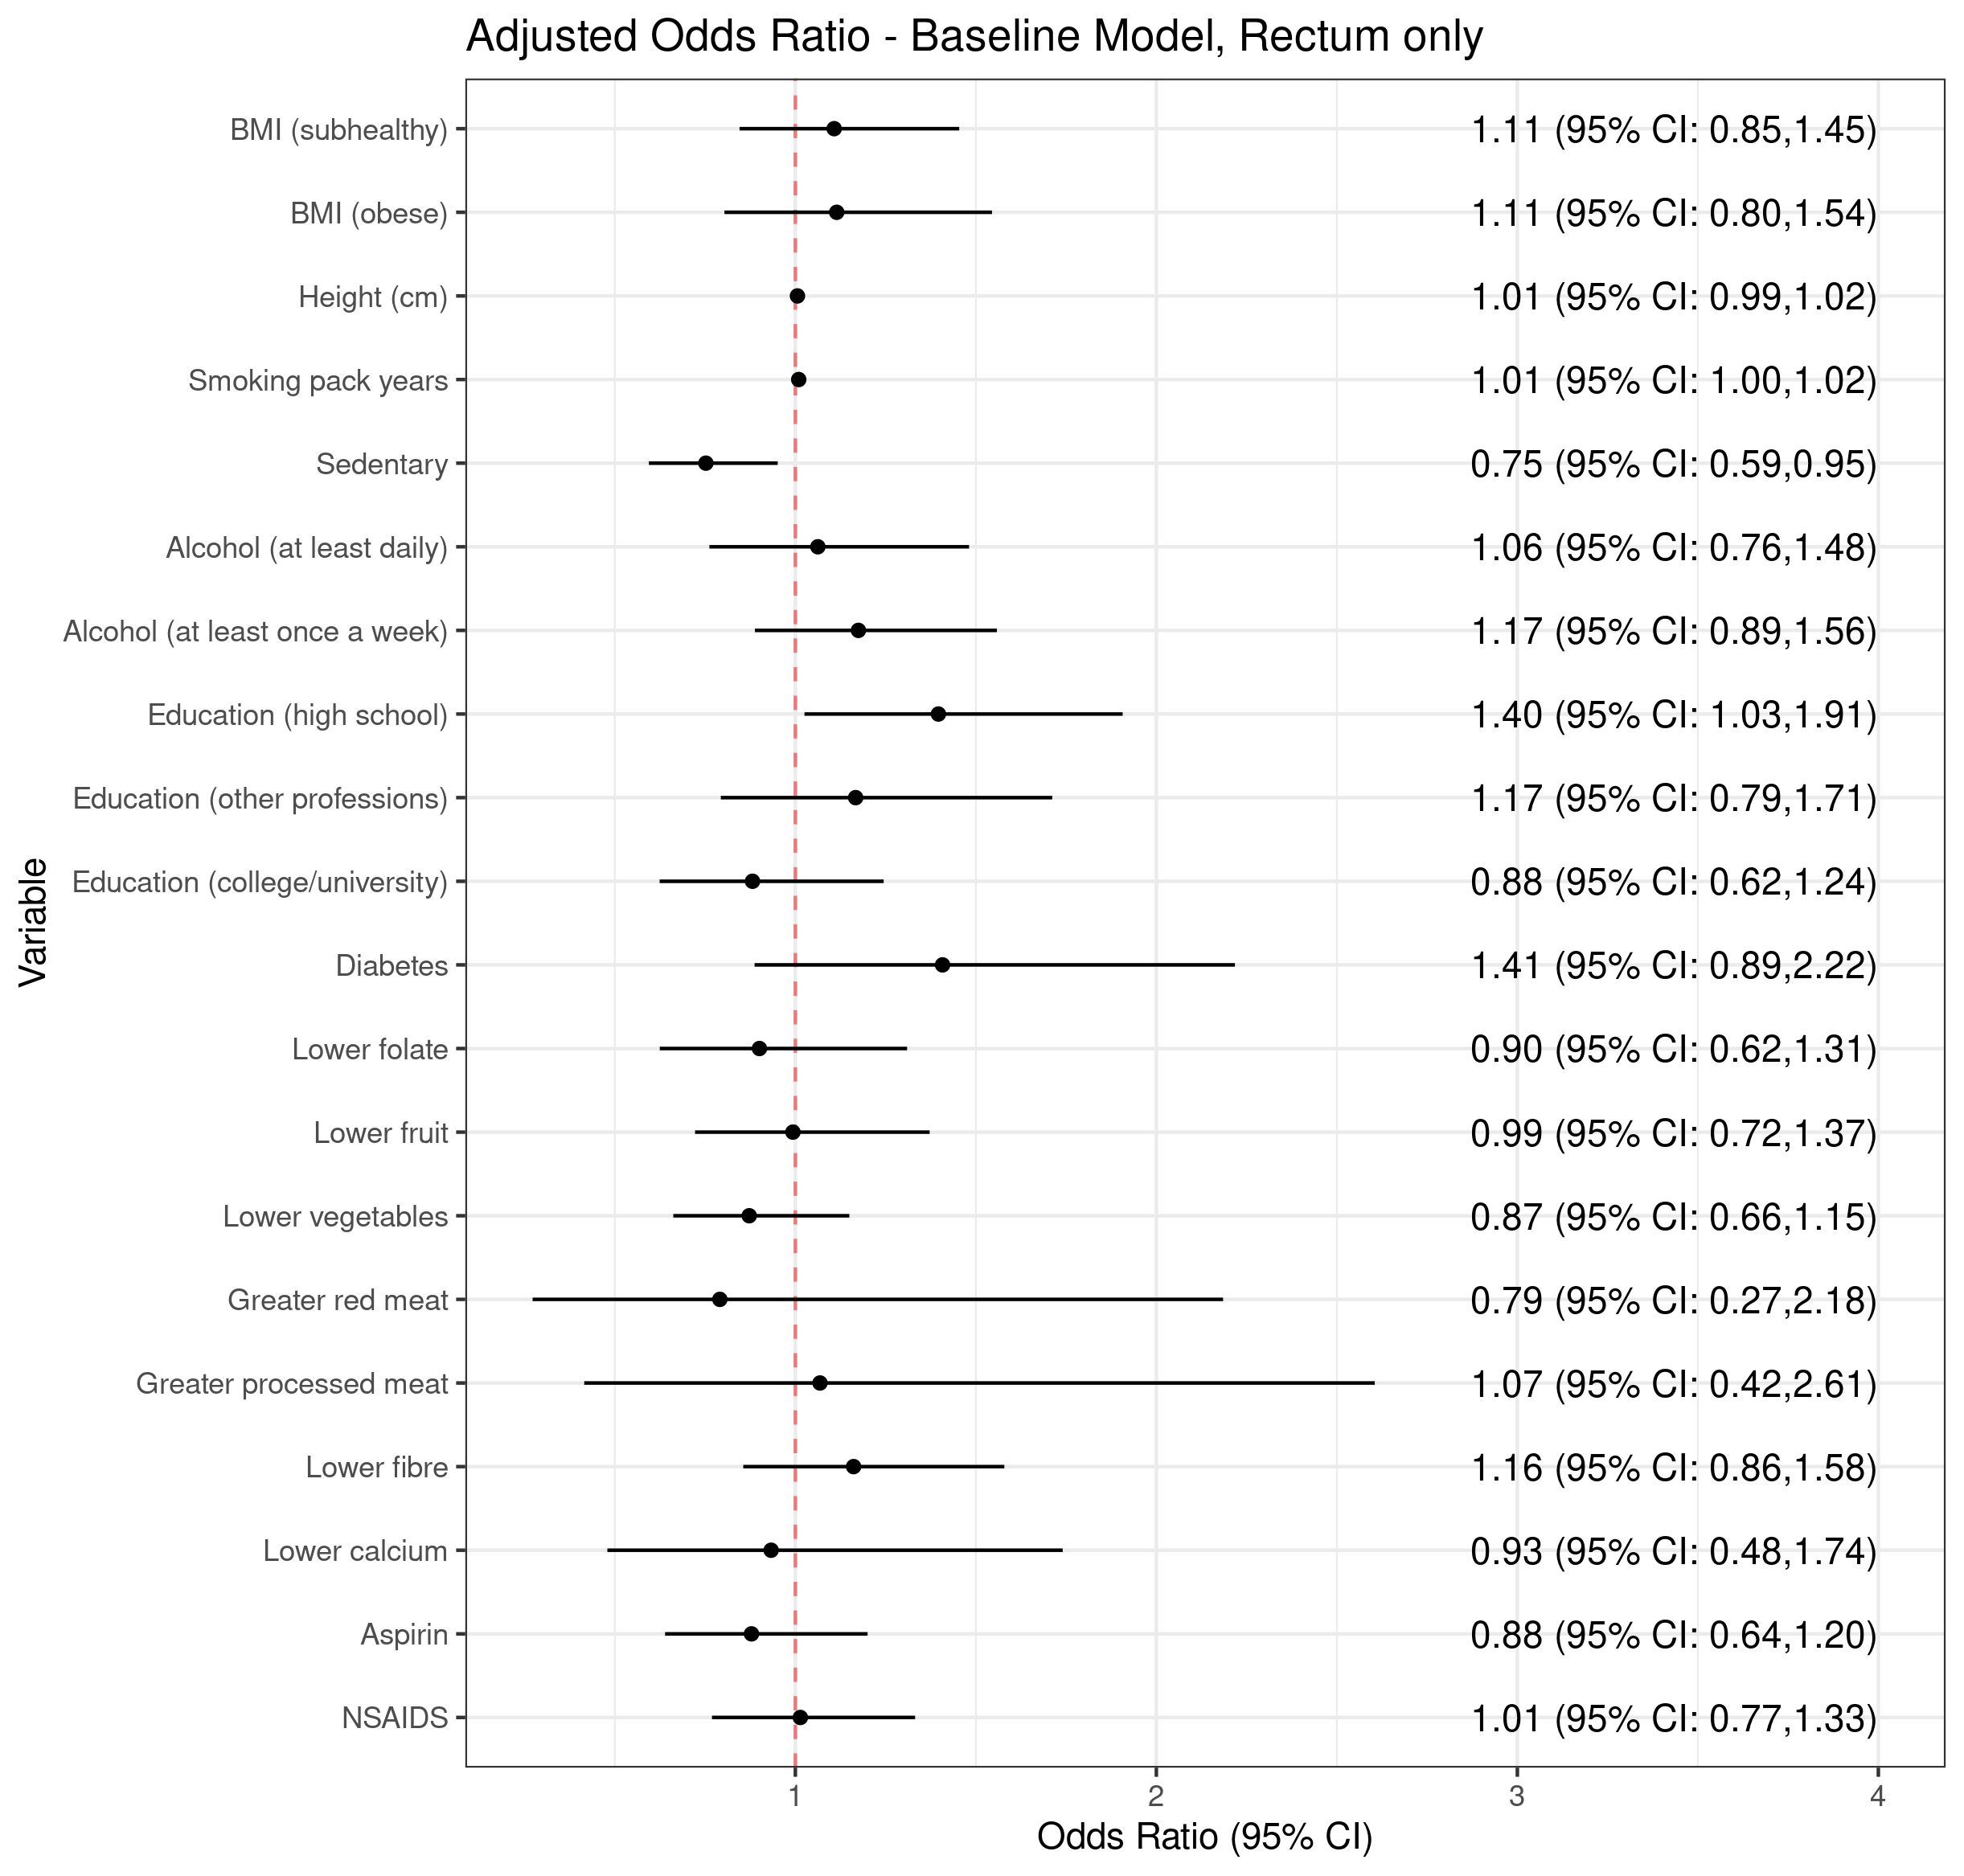 Adjusted Odds Ratio - Baseline Model, Rectum only
BMI (subhealthy) 1.11 (95% CI: 0.85,1.45)
BMI (obese) 1.11 (95% CI: 0.80,1.54)
Height (cm) 1.01 (95% CI: 0.99,1.02)
Smoking pack years 1.01 (95% CI: 1.00,1.02)
Sedentary 0.75 (95% CI: 0.59,0.95)
Alcohol (at least daily) 1.06 (95% CI: 0.76,1.48)
Alcohol (at least once a week) 1.17 (95% CI: 0.89,1.56)
Education (high school) 1.40 (95% CI: 1.03,1.91)
Education (other professions) 1.17 (95% CI: 0.79,1.71)
Education (college/university) 0.88 (95% CI: 0.62,1.24)
Diabetes 1.41 (95% CI: 0.89,2.22)
Lower folate 0.90 (95% CI: 0.62,1.31)
Lower fruit 0.99 (95% CI: 0.72,1.37)
Lower vegetables 0.87 (95% CI: 0.66,1.15)
Greater red meat 0.79 (95% CI: 0.27,2.18)
Greater processed meat 1.07 (95% CI: 0.42,2.61)
Lower fibre 1.16 (95% CI: 0.86,1.58)
Lower calcium 0.93 (95% CI: 0.48,1.74)
Aspirin 0.88 (95% CI: 0.64,1.20)
NSAIDS 1.01 (95% CI: 0.77,1.33)
Variable
1 2 3 4
Odds Ratio (95% CI)